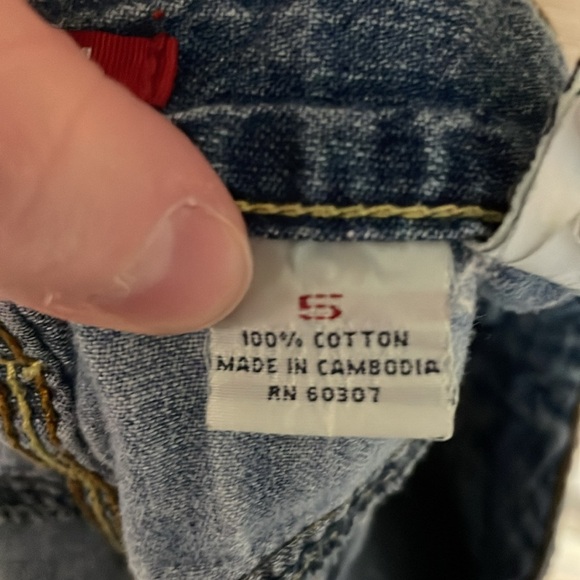 S
100% COTTON
MADE IN CAMBODIA
RN 60307